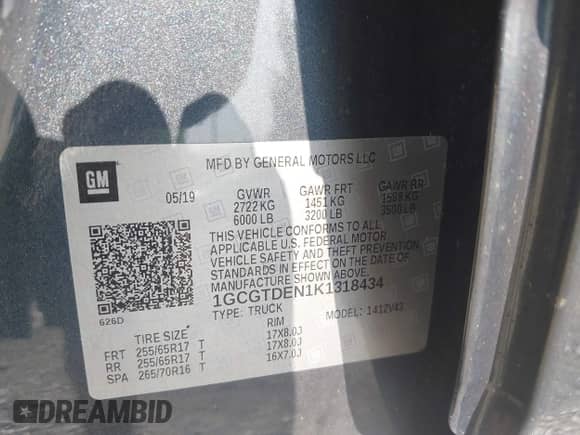 MFD BY GENERAL MOTORS LLC
GM
05/19
GVWR GAWR FRT GAWR RR
2722 KG 1451 KG 1588 KG
6000 LB 3200 LB 3500 LB
THIS VEHICLE CONFORMS TO ALL
APPLICABLE U.S. FEDERAL MOTOR
VEHICLE SAFETY AND THEFT PREVENTION
STANDARDS IN EFFECT ON THE DATE OF
MANUFACTURE SHOWN ABOVE.
1GCGTDEN1K1318434
TYPE: TRUCK MODEL: 1412V43
626D
TIRE SIZE RIM
FRT 255/65R17 T 17X8.0J
RR 255/65R17 T 17X8.0J
SPA 265/70R16 T 16X7.0J
DREAMBID